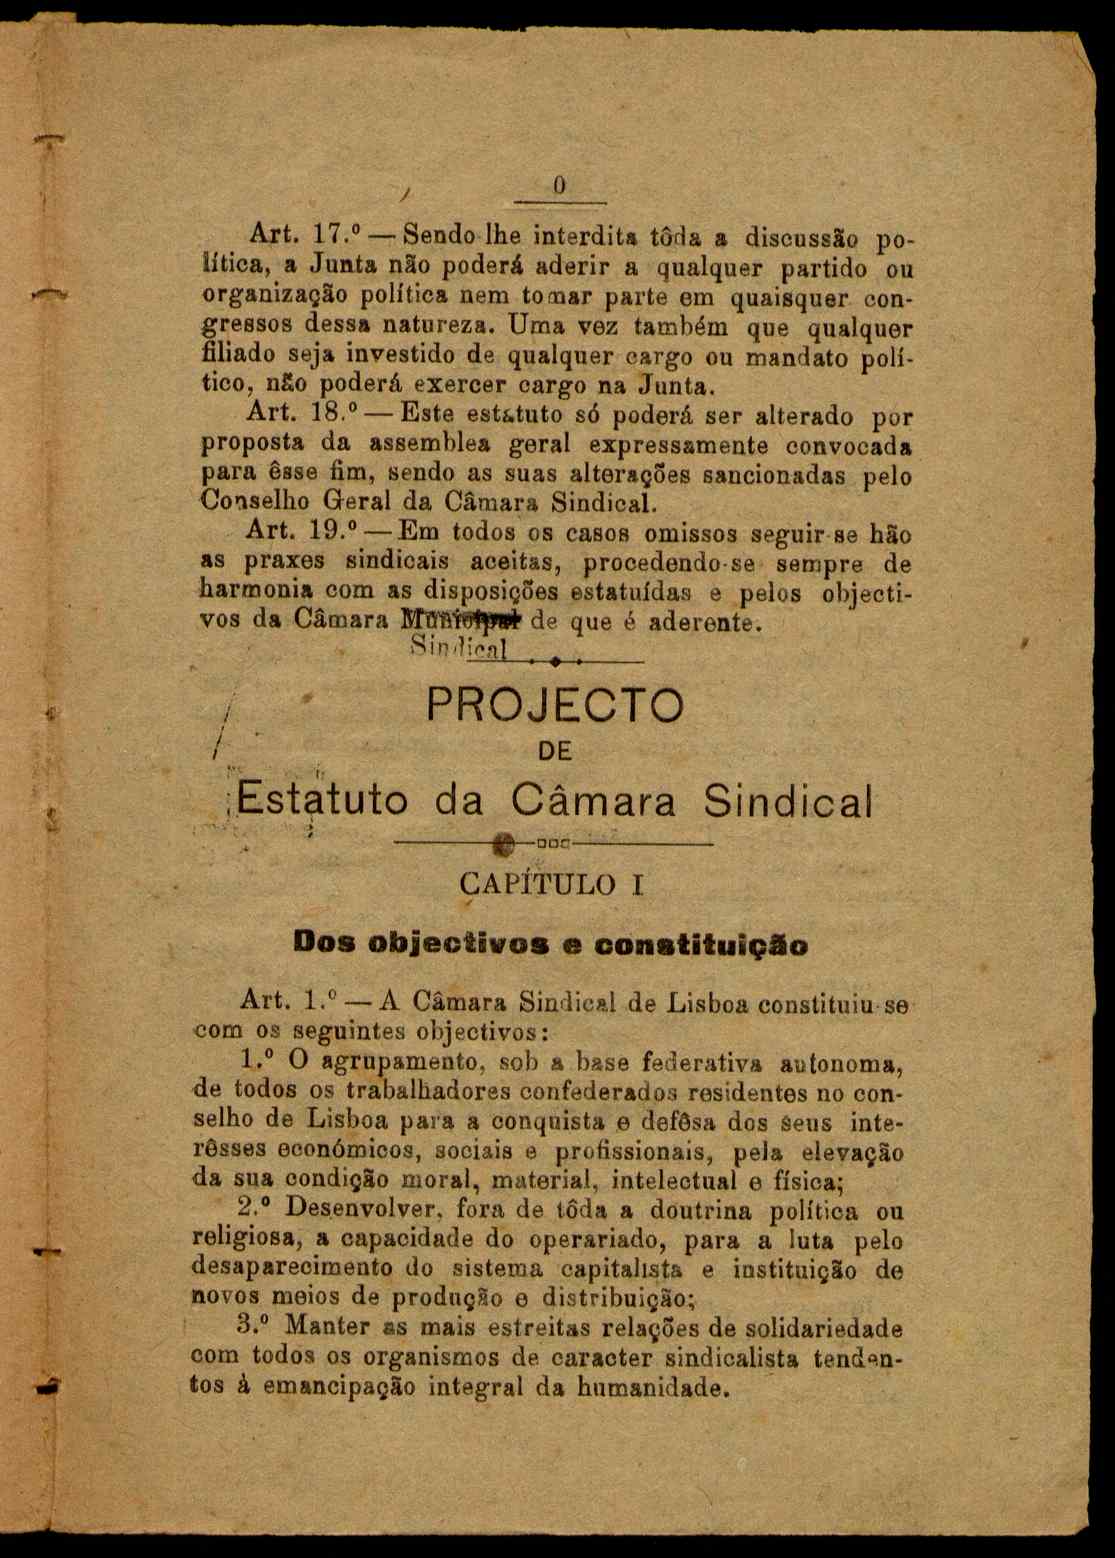 0
Art. 17.º — Sendo lhe interdita tôda a discussão po-
lítica, a Junta não poderá aderir a qualquer partido ou
organização política nem tomar parte em quaisquer con-
gressos dessa natureza. Uma vez também que qualquer
filiado seja investido de qualquer cargo ou mandato polí-
tico, não poderá exercer cargo na Junta.
Art. 18.º — Este estatuto só poderá ser alterado por
proposta da assemblea geral expressamente convocada
para êsse fim, sendo as suas alterações sancionadas pelo
Conselho Geral da Câmara Sindical.
Art. 19.º — Em todos os casos omissos seguir-se hão
as praxes sindicais aceitas, procedendo-se sempre de
harmonia com as disposições estatuídas e pelos objecti-
vos da Câmara Municipal de que é aderente.
Sindical
PROJECTO
DE
Estatuto da Câmara Sindical
CAPÍTULO I
Dos objectivos e constituição
Art. 1.º — A Câmara Sindical de Lisboa constituiu-se
com os seguintes objectivos:
1.º O agrupamento, sob a base federativa autonoma,
de todos os trabalhadores confederados residentes no con-
selho de Lisboa para a conquista e defêsa dos seus inte-
rêsses económicos, sociais e profissionais, pela elevação
da sua condição moral, material, intelectual e física;
2.º Desenvolver, fora de tôda a doutrina política ou
religiosa, a capacidade do operariado, para a luta pelo
desaparecimento do sistema capitalista e instituição de
novos meios de produção e distribuição;
3.º Manter as mais estreitas relações de solidariedade
com todos os organismos de caracter sindicalista tenden-
tos à emancipação integral da humanidade.